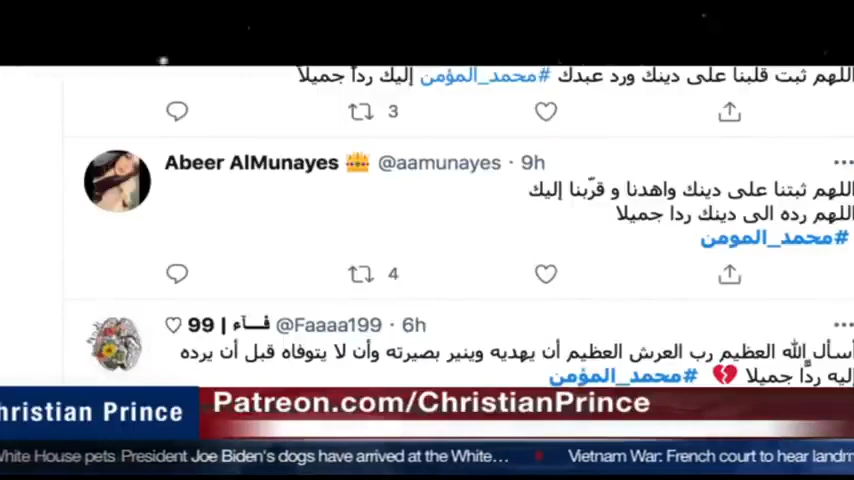 اللهم ثبت قلبنا على دينك ورد عبدك #محمد_المؤمن إليك رداً جميلاً
3
Abeer AlMunayes 👑 @aamunayes · 9h
اللهم ثبتنا على دينك واهدنا و قرّبنا إليك
اللهم رده الى دينك ردا جميلا
#محمد_المومن
4
فــآء | 99 ♡ @Faaaa199 · 6h
أسأل الله العظيم رب العرش العظيم أن يهديه وينير بصيرته وأن لا يتوفاه قبل أن يرده
إليه ردًّا جميلا 💔 #محمد_المؤمن
hristian Prince
Patreon.com/ChristianPrince
White House pets President Joe Biden's dogs have arrived at the White… • Vietnam War: French court to hear landm